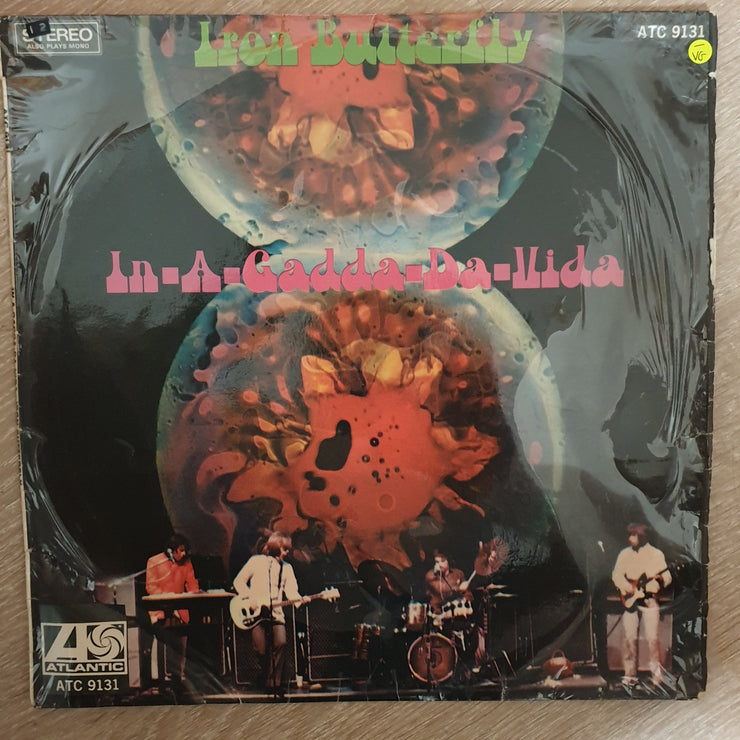 STEREO
ALSO PLAYS MONO
Iron Butterfly
ATC 9131
VG-
In-A-Gadda-Da-Vida
ATLANTIC
ATC 9131